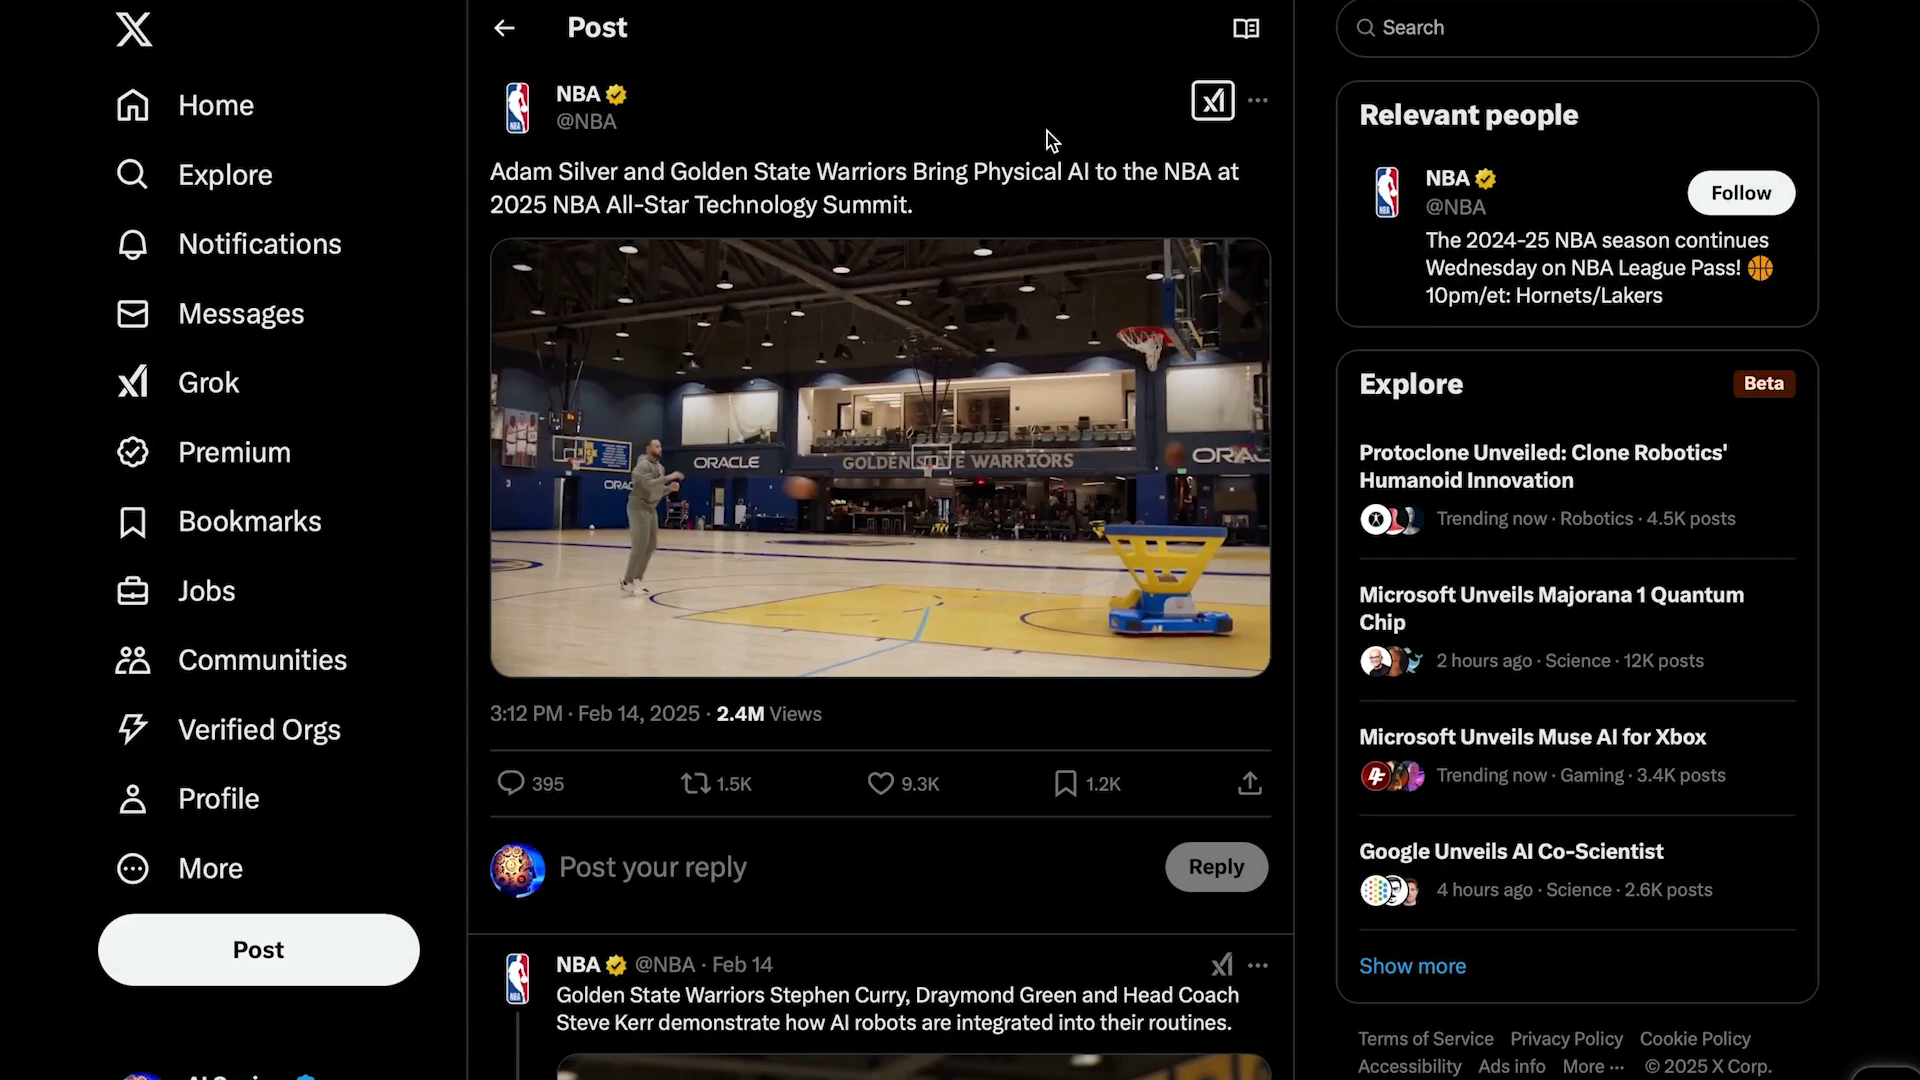 Home
Explore
Notifications
Messages
Grok
Premium
Bookmarks
Jobs
Communities
Verified Orgs
Profile
More
Post
Post
NBA
@NBA
Adam Silver and Golden State Warriors Bring Physical AI to the NBA at
2025 NBA All-Star Technology Summit.
ORACLE
GOLDEN STATE WARRIORS
3:12 PM · Feb 14, 2025 · 2.4M Views
395
1.5K
9.3K
1.2K
Post your reply
Reply
NBA @NBA · Feb 14
Golden State Warriors Stephen Curry, Draymond Green and Head Coach
Steve Kerr demonstrate how AI robots are integrated into their routines.
Search
Relevant people
NBA
@NBA
Follow
The 2024-25 NBA season continues
Wednesday on NBA League Pass! 🏀
10pm/et: Hornets/Lakers
Explore
Beta
Protoclone Unveiled: Clone Robotics'
Humanoid Innovation
Trending now · Robotics · 4.5K posts
Microsoft Unveils Majorana 1 Quantum
Chip
2 hours ago · Science · 12K posts
Microsoft Unveils Muse AI for Xbox
Trending now · Gaming · 3.4K posts
Google Unveils AI Co-Scientist
4 hours ago · Science · 2.6K posts
Show more
Terms of Service Privacy Policy Cookie Policy
Accessibility Ads info More ··· © 2025 X Corp.